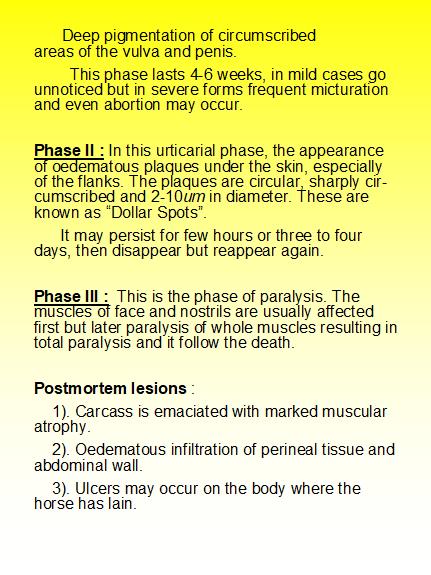 Deep pigmentation of circumscribed
areas of the vulva and penis.
This phase lasts 4-6 weeks, in mild cases go
unnoticed but in severe forms frequent micturation
and even abortion may occur.
Phase II : In this urticarial phase, the appearance
of oedematous plaques under the skin, especially
of the flanks. The plaques are circular, sharply cir-
cumscribed and 2-10um in diameter. These are
known as “Dollar Spots”.
It may persist for few hours or three to four
days, then disappear but reappear again.
Phase III : This is the phase of paralysis. The
muscles of face and nostrils are usually affected
first but later paralysis of whole muscles resulting in
total paralysis and it follow the death.
Postmortem lesions :
1). Carcass is emaciated with marked muscular
atrophy.
2). Oedematous infiltration of perineal tissue and
abdominal wall.
3). Ulcers may occur on the body where the
horse has lain.